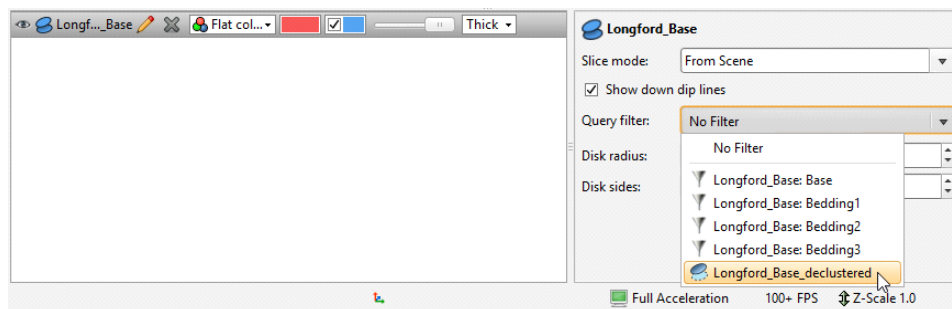 Longf..._Base Flat col... Thick
Longford_Base
Slice mode: From Scene
Show down dip lines
Query filter: No Filter
No Filter
Disk radius:
Longford_Base: Base
Disk sides:
Longford_Base: Bedding1
Longford_Base: Bedding2
Longford_Base: Bedding3
Longford_Base_declustered
Full Acceleration 100+ FPS Z-Scale 1.0